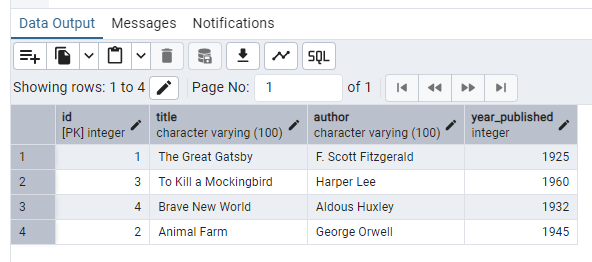 Data Output Messages Notifications
SQL
Showing rows: 1 to 4 Page No: 1 of 1
id title author year_published
[PK] integer character varying (100) character varying (100) integer
1 1 The Great Gatsby F. Scott Fitzgerald 1925
2 3 To Kill a Mockingbird Harper Lee 1960
3 4 Brave New World Aldous Huxley 1932
4 2 Animal Farm George Orwell 1945